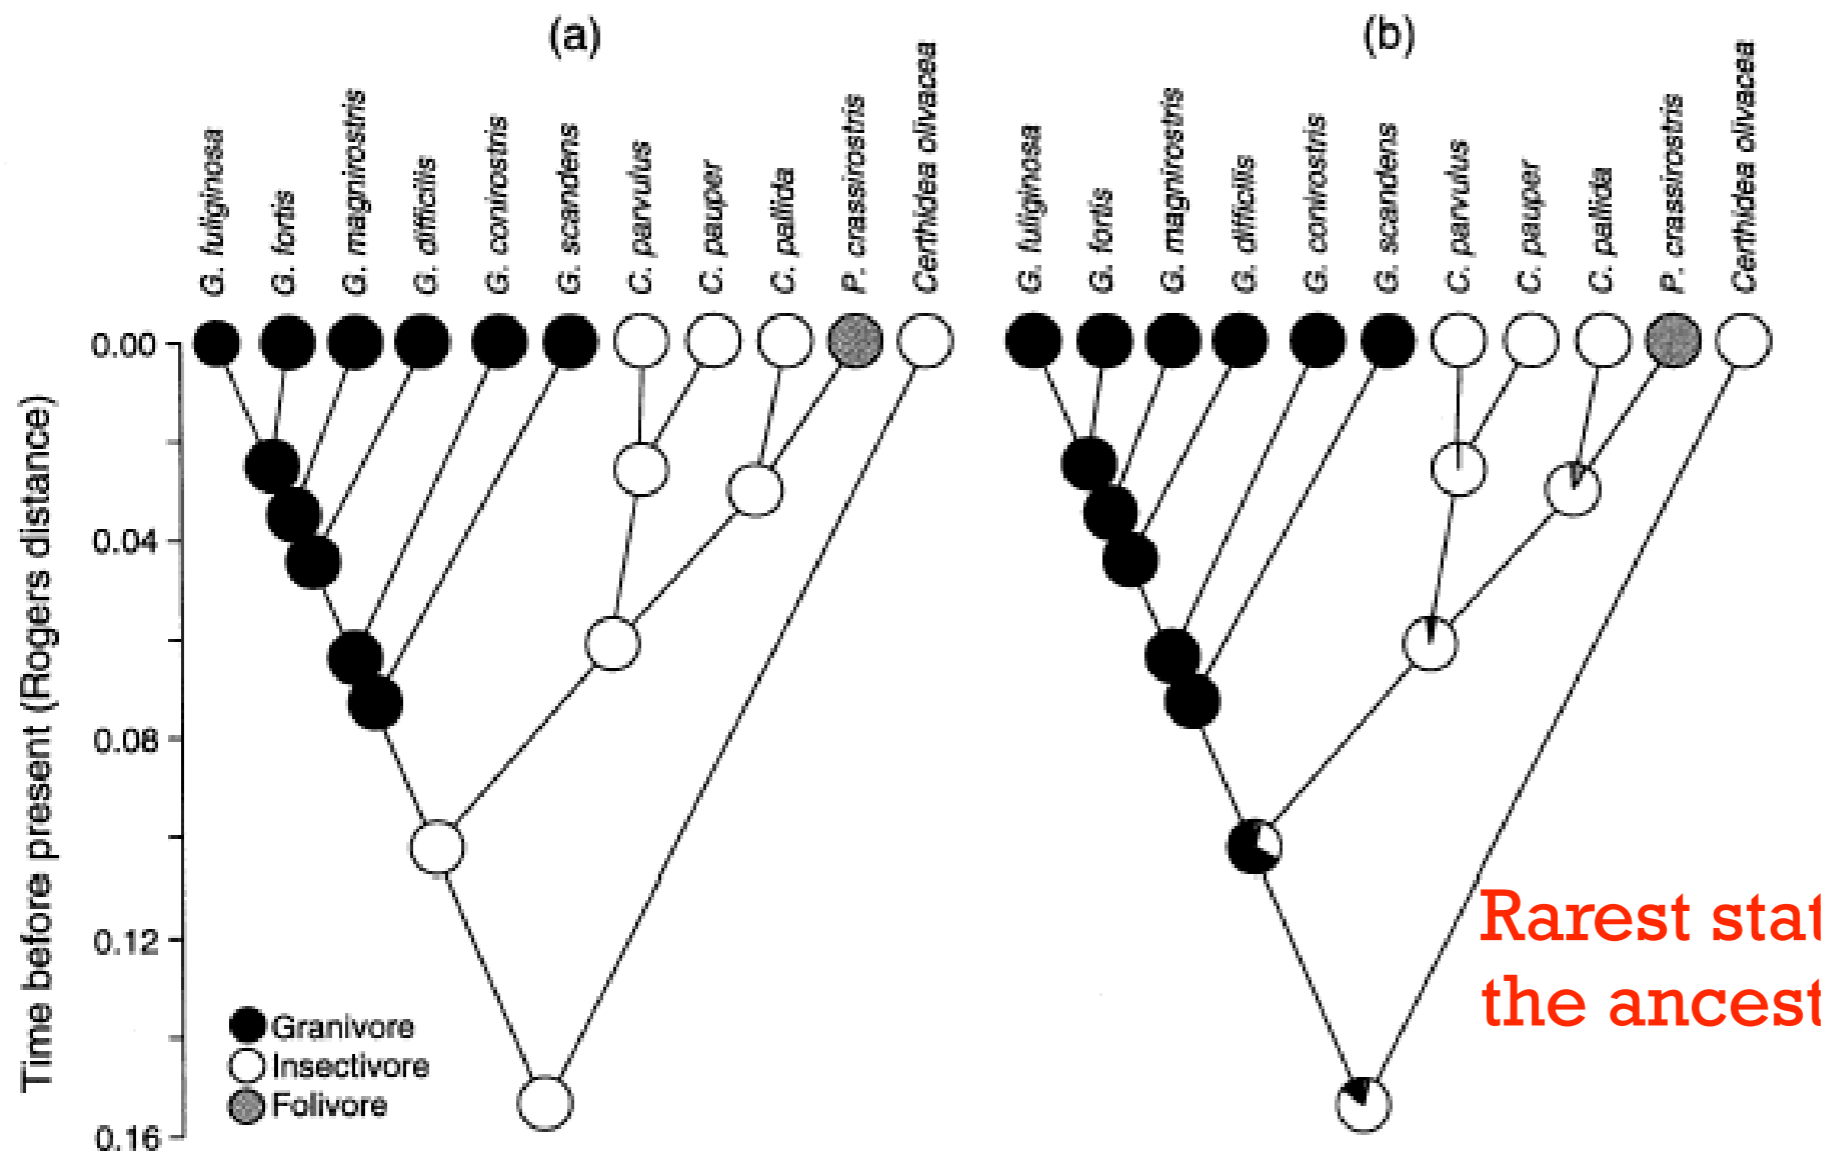 (a)
(b)
G. fuliginosa
G. fortis
G. magnirostris
G. difficilis
G. conirostris
G. scandens
C. parvulus
C. pauper
C. pallida
P. crassirostris
Certhidea olivacea
G. fuliginosa
G. fortis
G. magnirostris
G. difficilis
G. conirostris
G. scandens
C. parvulus
C. pauper
C. pallida
P. crassirostris
Certhidea olivacea
Time before present (Rogers distance)
0.00
0.04
0.08
0.12
0.16
Granivore
Insectivore
Folivore
Rarest stat
the ancest